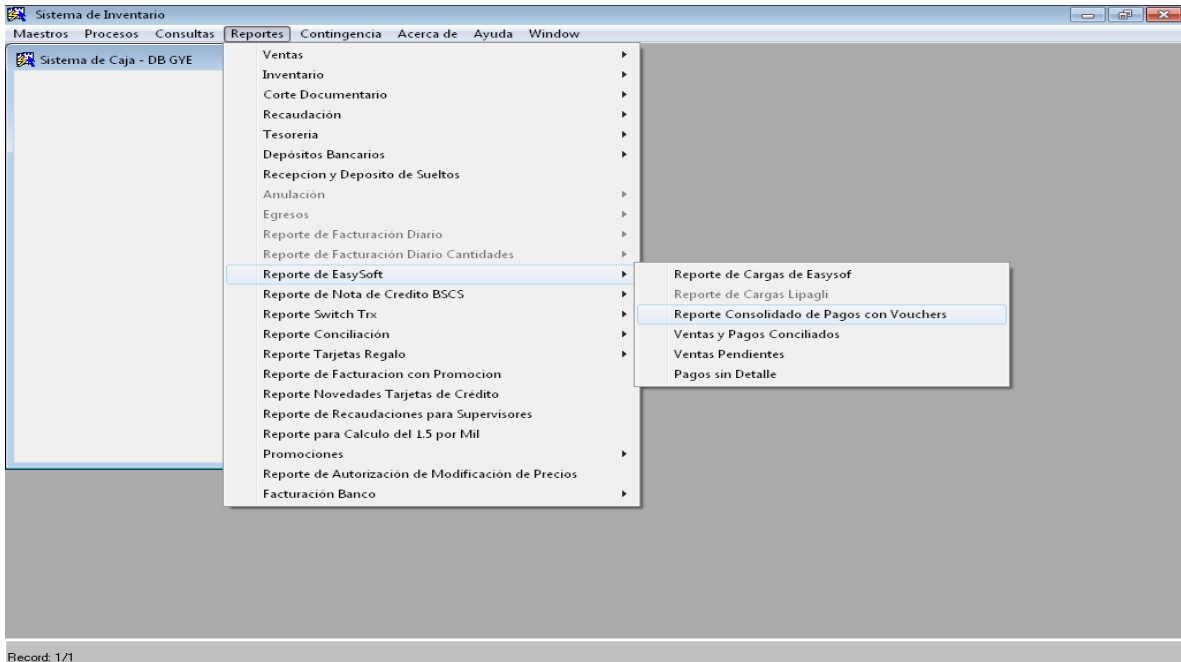 Sistema de Inventario
Maestros Procesos Consultas Reportes Contingencia Acerca de Ayuda Window
Sistema de Caja - DB GYE
Ventas
Inventario
Corte Documentario
Recaudación
Tesoreria
Depósitos Bancarios
Recepcion y Deposito de Sueltos
Anulación
Egresos
Reporte de Facturación Diario
Reporte de Facturación Diario Cantidades
Reporte de EasySoft
Reporte de Nota de Credito BSCS
Reporte Switch Trx
Reporte Conciliación
Reporte Tarjetas Regalo
Reporte de Facturacion con Promocion
Reporte Novedades Tarjetas de Crédito
Reporte de Recaudaciones para Supervisores
Reporte para Calculo del 1.5 por Mil
Promociones
Reporte de Autorización de Modificación de Precios
Facturación Banco
Reporte de Cargas de Easysof
Reporte de Cargas Lipagli
Reporte Consolidado de Pagos con Vouchers
Ventas y Pagos Conciliados
Ventas Pendientes
Pagos sin Detalle
Record: 1/1